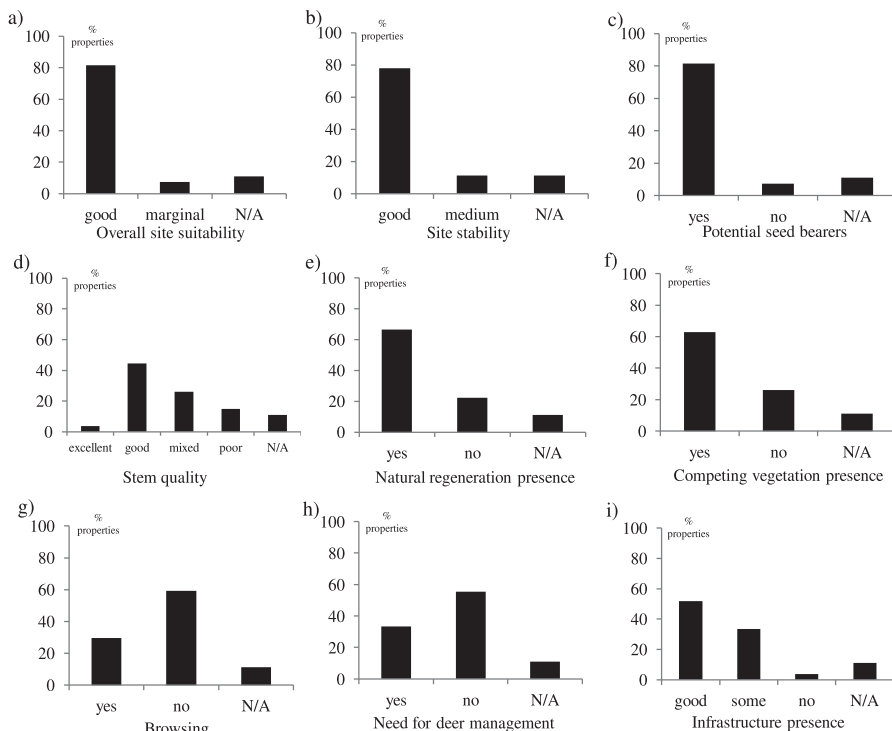 a)
%
properties
100
80
60
40
20
0
good marginal N/A
Overall site suitability
b)
%
properties
100
80
60
40
20
0
good medium N/A
Site stability
c)
%
properties
100
80
60
40
20
0
yes no N/A
Potential seed bearers
d)
%
properties
100
80
60
40
20
0
excellent good mixed poor N/A
Stem quality
e)
%
properties
100
80
60
40
20
0
yes no N/A
Natural regeneration presence
f)
%
properties
100
80
60
40
20
0
yes no N/A
Competing vegetation presence
g)
%
properties
100
80
60
40
20
0
yes no N/A
Browsing
h)
%
properties
100
80
60
40
20
0
yes no N/A
Need for deer management
i)
%
properties
100
80
60
40
20
0
good some no N/A
Infrastructure presence